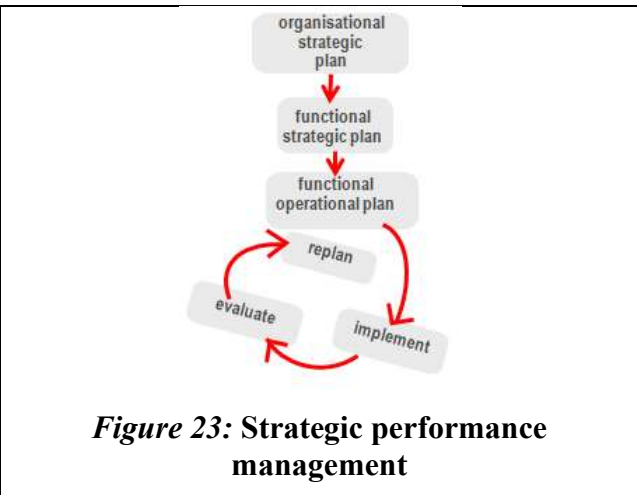 organisational
strategic
plan
functional
strategic plan
functional
operational plan
replan
evaluate
implement
Figure 23: Strategic performance
management